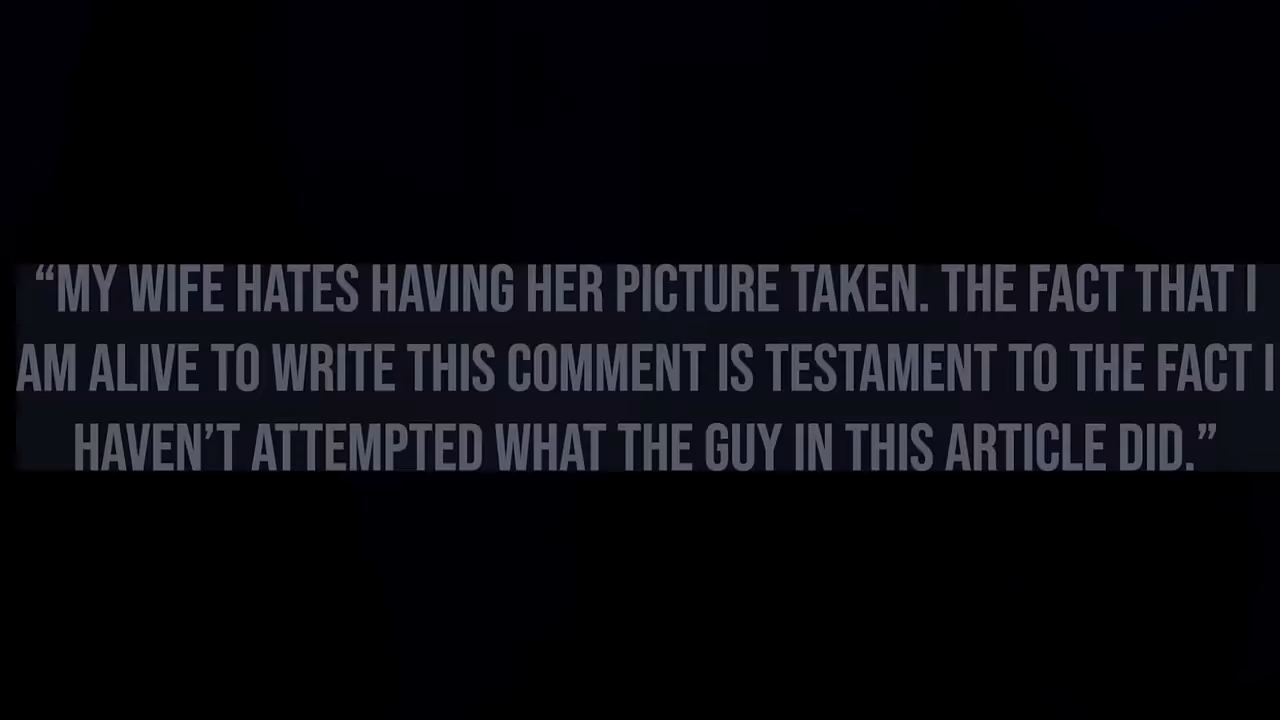 “MY WIFE HATES HAVING HER PICTURE TAKEN. THE FACT THAT I
AM ALIVE TO WRITE THIS COMMENT IS TESTAMENT TO THE FACT I
HAVEN’T ATTEMPTED WHAT THE GUY IN THIS ARTICLE DID.”